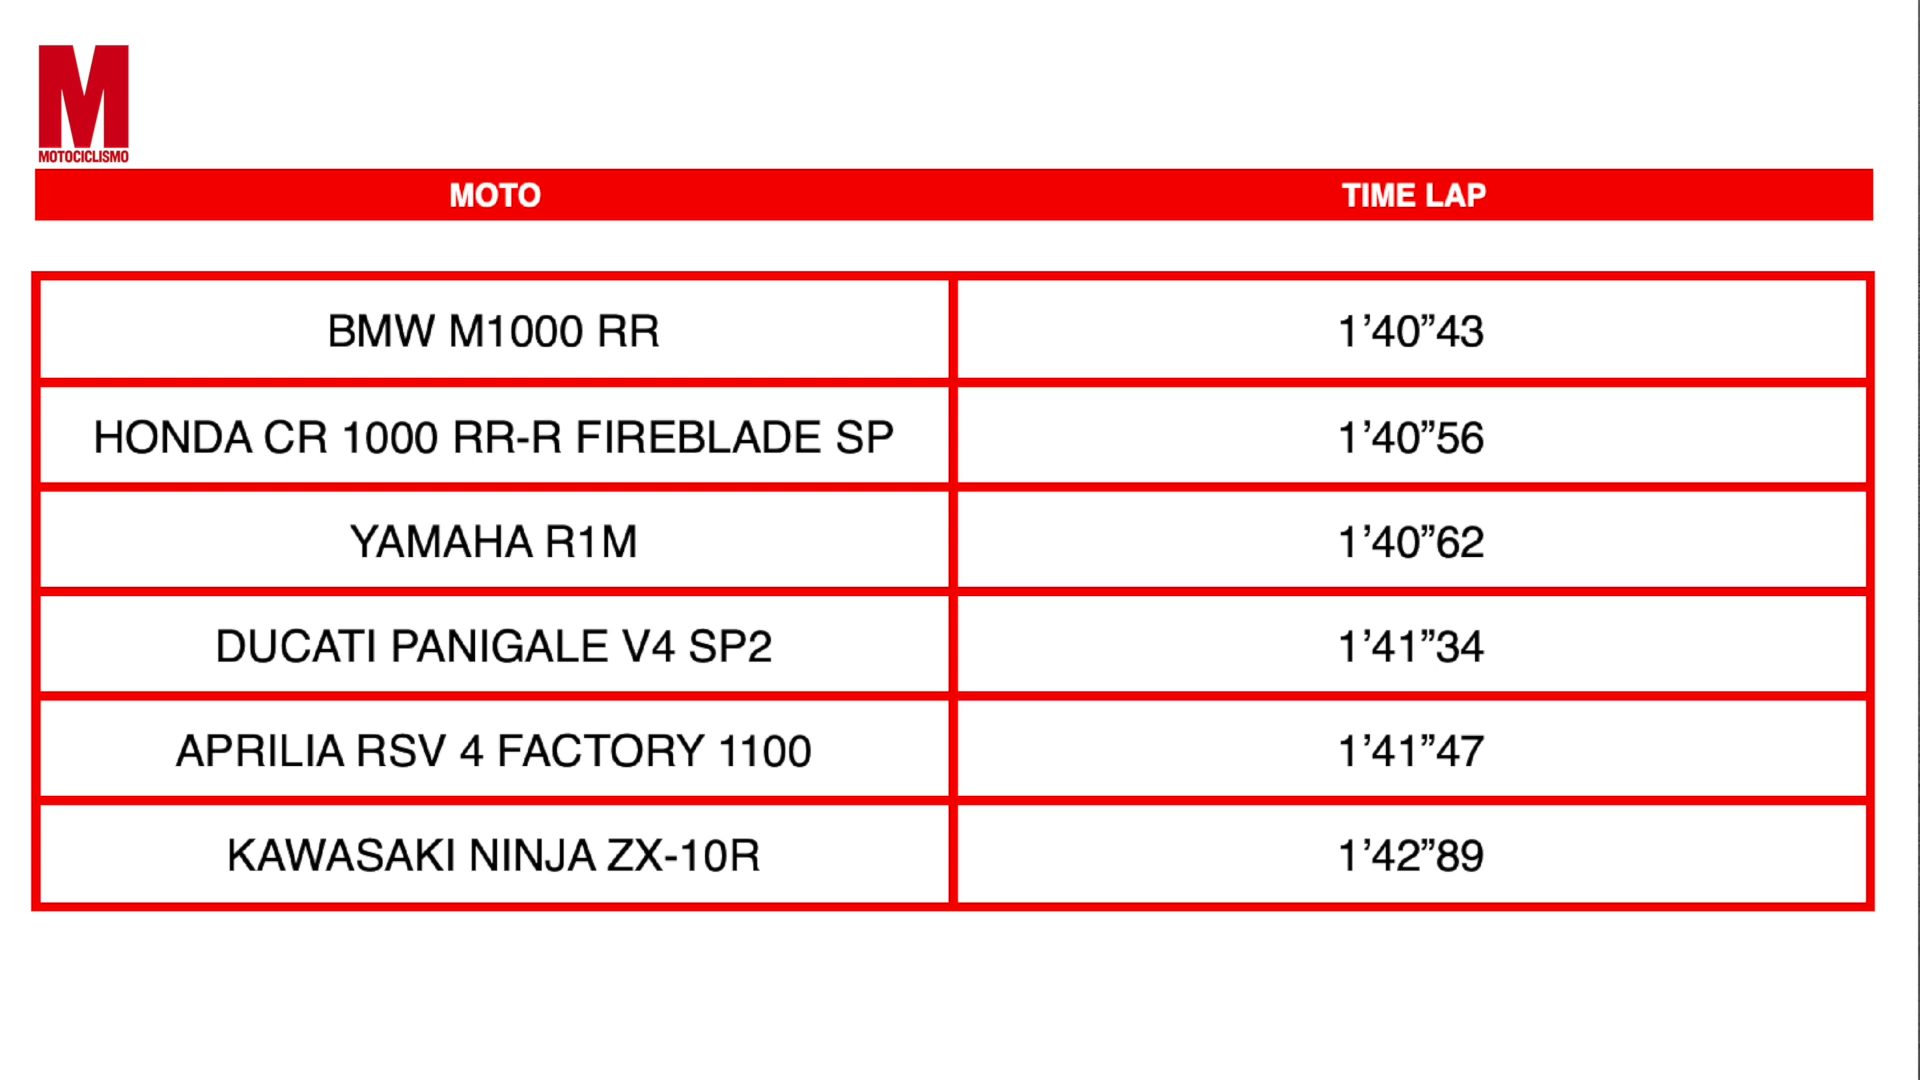 M
MOTOCICLISMO
MOTO TIME LAP
BMW M1000 RR 1’40”43
HONDA CR 1000 RR-R FIREBLADE SP 1’40”56
YAMAHA R1M 1’40”62
DUCATI PANIGALE V4 SP2 1’41”34
APRILIA RSV 4 FACTORY 1100 1’41”47
KAWASAKI NINJA ZX-10R 1’42”89